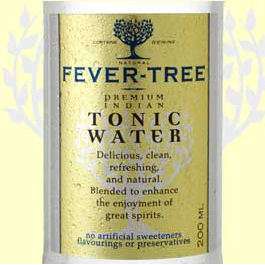 NATURAL
FEVER-TREE
PREMIUM
INDIAN
TONIC
WATER
Delicious, clean,
refreshing,
and natural.
Blended to enhance
the enjoyment of
great spirits.
no artificial sweeteners
flavourings or preservatives
200 ML